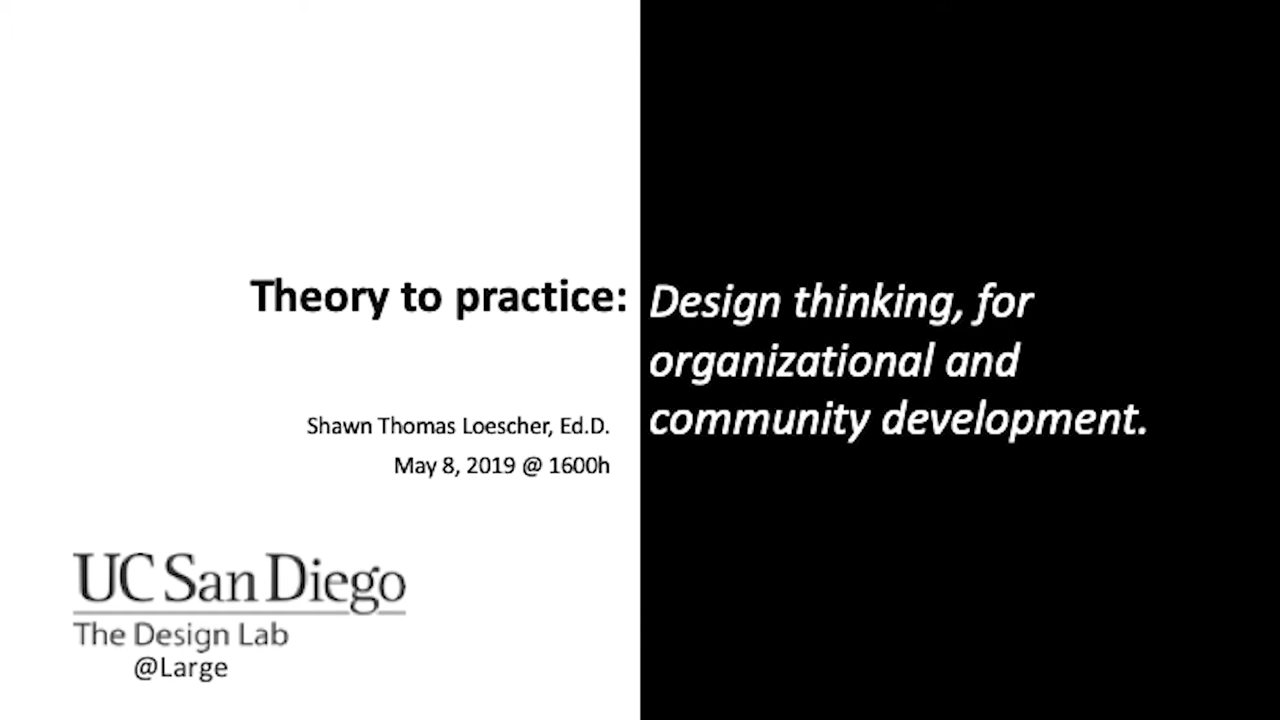 Theory to practice:
Design thinking, for
organizational and
community development.
Shawn Thomas Loescher, Ed.D.
May 8, 2019 @ 1600h
UC San Diego
The Design Lab
@Large